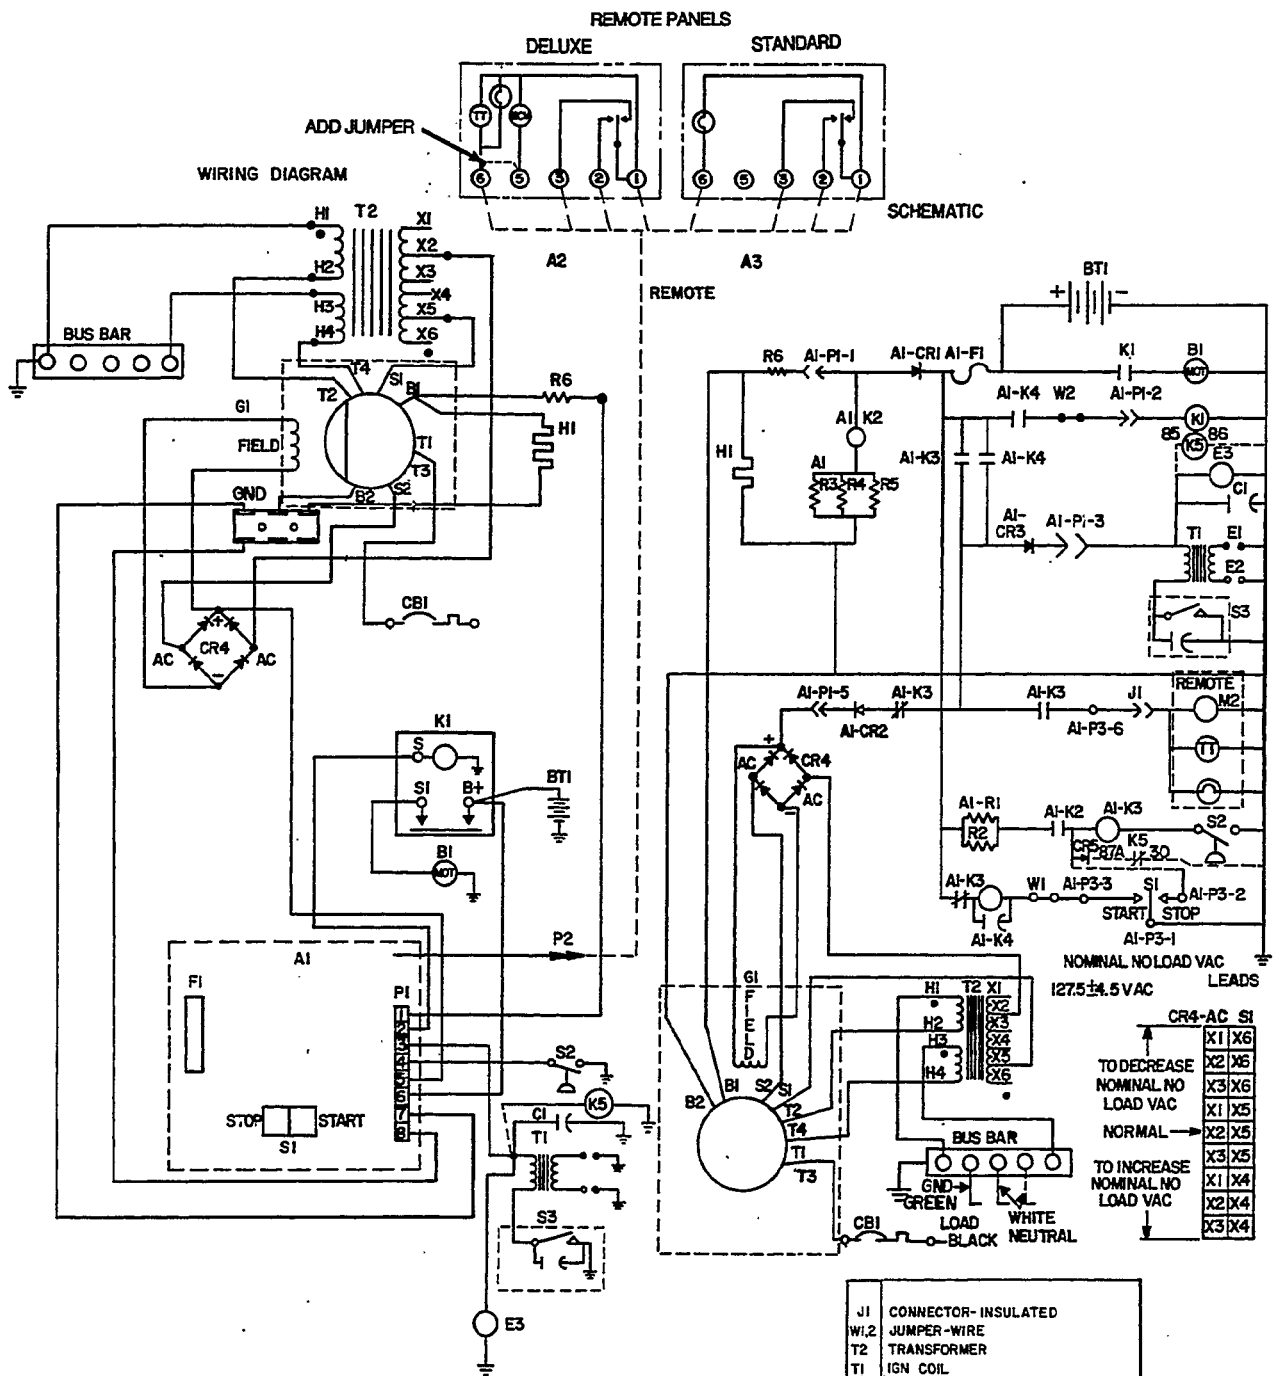 REMOTE PANELS
DELUXE
STANDARD
TT
ADD JUMPER
6 5 3 2 1
6 5 3 2 1
WIRING DIAGRAM
SCHEMATIC
A2
A3
REMOTE
H1
T2
X1
X2
H2
X3
X4
H3
X5
H4
X6
BUS BAR
T4
S1
T2
B1
R6
G1
FIELD
T1
H1
T3
GND
B2
S2
CB1
+
AC
CR4
AC
-
K1
S
S1
B+
BT1
B1
MOT
A1
P2
F1
P1
1
2
3
4
5
6
7
8
S2
K5
C1
T1
STOP
START
S1
S3
E3
BT1
+
-
R6
A1-P1-1
A1-CR1
A1-F1
K1
B1
MOT
A1-K4
W2
A1-P1-2
K1
A1
K2
85
K5
86
E3
H1
A1-K3
A1-K4
A1
R3
R4
R5
C1
A1-
CR3
A1-P1-3
T1
E1
E2
S3
A1-P1-5
A1-K3
A1-CR2
A1-K3
J1
A1-P3-6
REMOTE
M2
TT
+
AC
CR4
AC
-
A1-R1
R2
A1-K2
A1-K3
S2
CR5
87A
K5
30
A1-K3
W1
A1-P3-3
S1
A1-P3-2
START
STOP
A1-K4
A1-P3-1
NOMINAL NO LOAD VAC
127.5±4.5 VAC
LEADS
G1
FIELD
H1
T2
X1
X2
H2
X3
H3
X4
X5
H4
X6
B2
B1
S2
S1
T2
T4
T1
T3
BUS BAR
GND
GREEN
LOAD
WHITE
NEUTRAL
CB1
BLACK
CR4-AC S1
X1 X6
X2 X6
X3 X6
X1 X5
X2 X5
X3 X5
X1 X4
X2 X4
X3 X4
TO DECREASE
NOMINAL NO
LOAD VAC
NORMAL
TO INCREASE
NOMINAL NO
LOAD VAC
J1 CONNECTOR-INSULATED
W1,2 JUMPER-WIRE
T2 TRANSFORMER
T1 IGN COIL